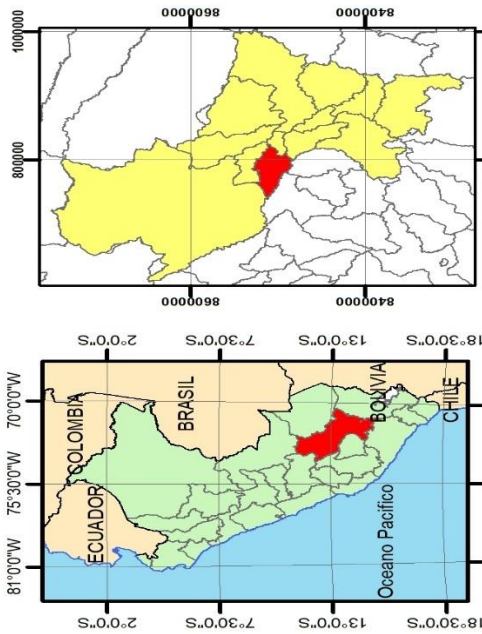 8600000 8400000
1000000
800000
8600000 8400000
2°0'0"S 7°30'0"S 13°0'0"S 18°30'0"S
70°0'0"W
75°30'0"W
81°0'0"W
COLOMBIA
ECUADOR
BRASIL
BOLIVIA
CHILE
Oceano Pacifico
2°0'0"S 7°30'0"S 13°0'0"S 18°30'0"S